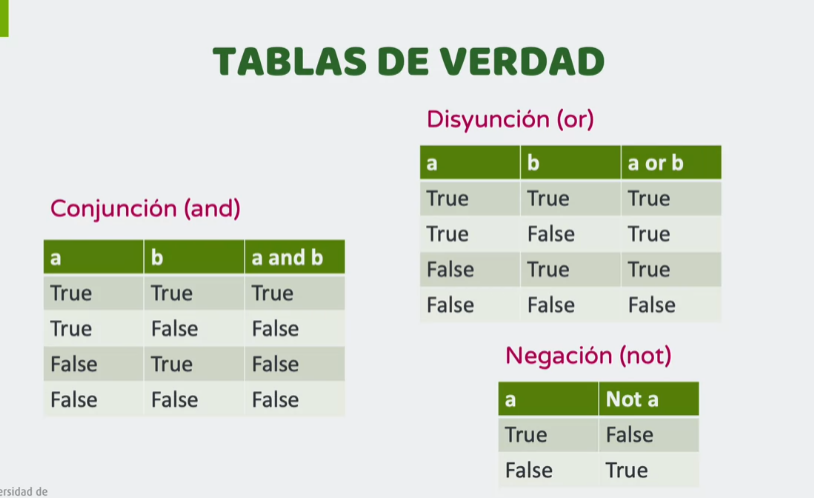 TABLAS DE VERDAD
Conjunción (and)
a b a and b
True True True
True False False
False True False
False False False
Disyunción (or)
a b a or b
True True True
True False True
False True True
False False False
Negación (not)
a Not a
True False
False True
ersidad de